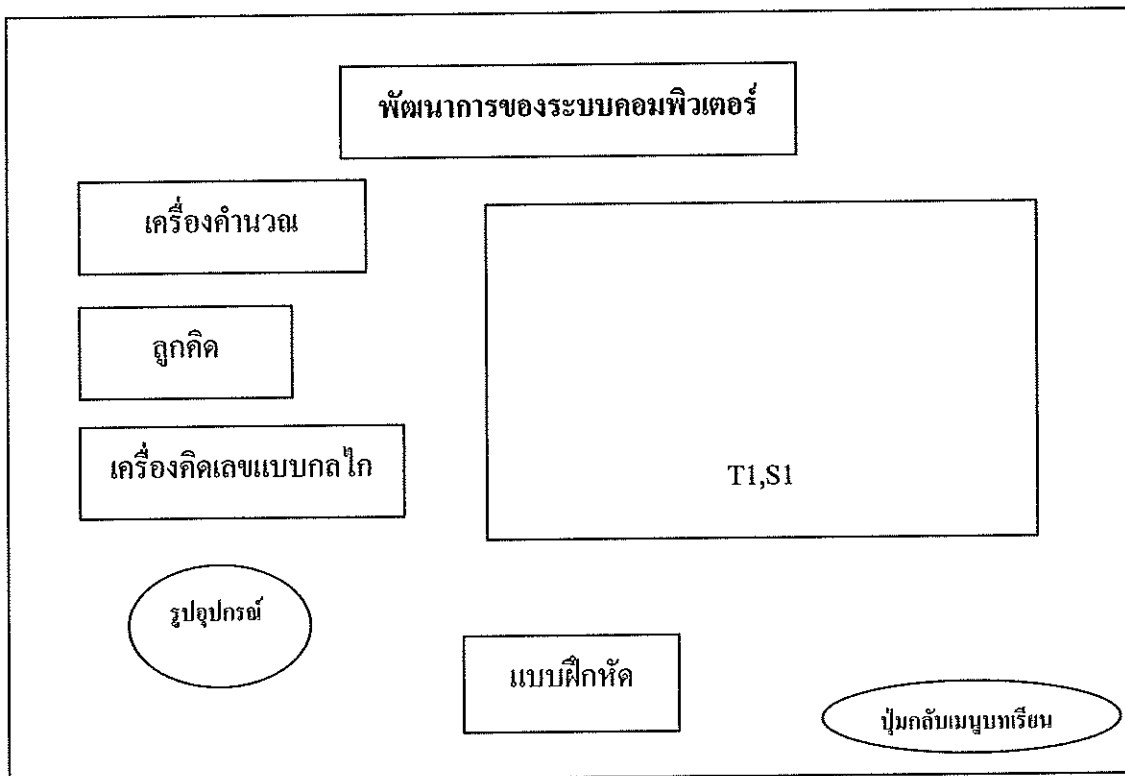 พัฒนาการของระบบคอมพิวเตอร์
เครื่องคำนวณ
ลูกคิด
เครื่องคิดเลขแบบกลไก
T1,S1
รูปอุปกรณ์
แบบฝึกหัด
ปุ่มกลับเมนูบทเรียน